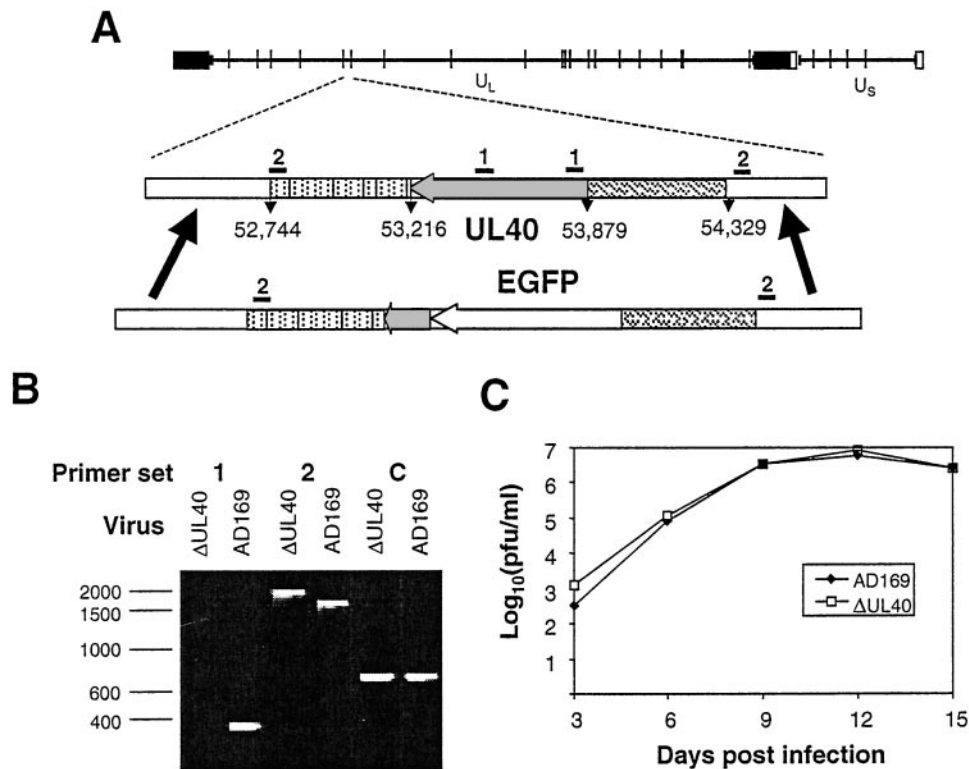 A
U_L
U_S
2 1 1 2
52,744 53,216 UL40 53,879 54,329
EGFP
2 2
B
Primer set 1 2 C
Virus ΔUL40 AD169 ΔUL40 AD169 ΔUL40 AD169
2000
1500
1000
600
400
C
Log10(pfu/ml)
7
6
5
4
3
2
1
3 6 9 12 15
Days post infection
AD169
ΔUL40